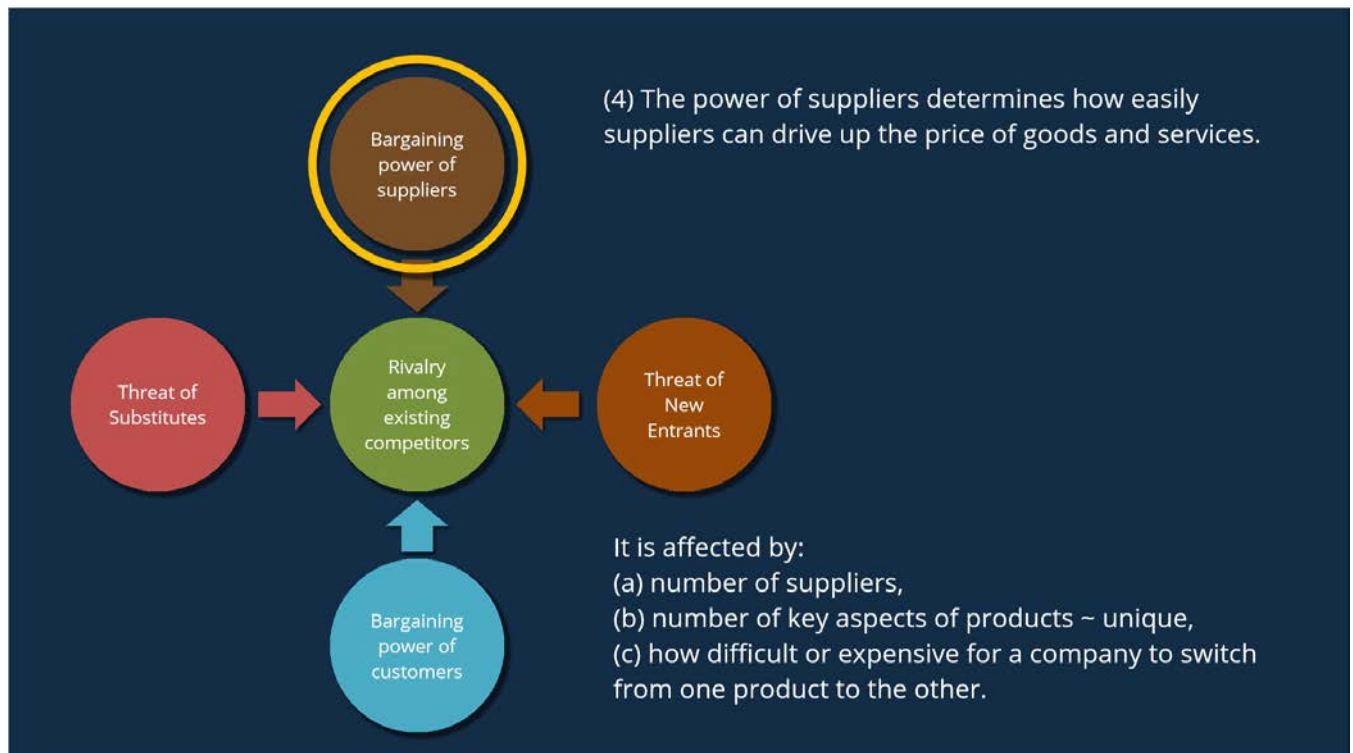 Bargaining
power of
suppliers
(4) The power of suppliers determines how easily
suppliers can drive up the price of goods and services.
Threat of
Substitutes
Rivalry
among
existing
competitors
Threat of
New
Entrants
Bargaining
power of
customers
It is affected by:
(a) number of suppliers,
(b) number of key aspects of products ~ unique,
(c) how difficult or expensive for a company to switch
from one product to the other.